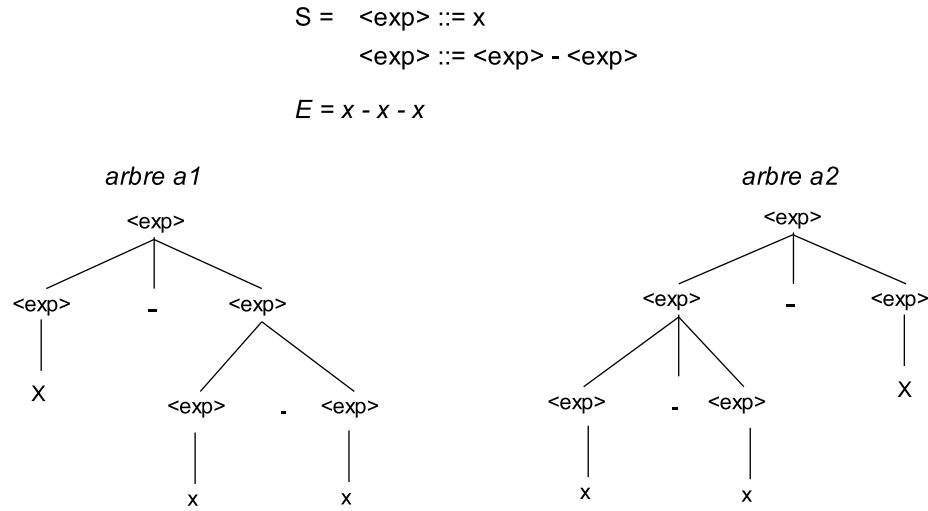 S = <exp> ::= x
<exp> ::= <exp> - <exp>
E = x - x - x
arbre a1
arbre a2
<exp>
<exp>
<exp> - <exp>
<exp> - <exp>
X
X
<exp> - <exp>
<exp> - <exp>
x x
x x